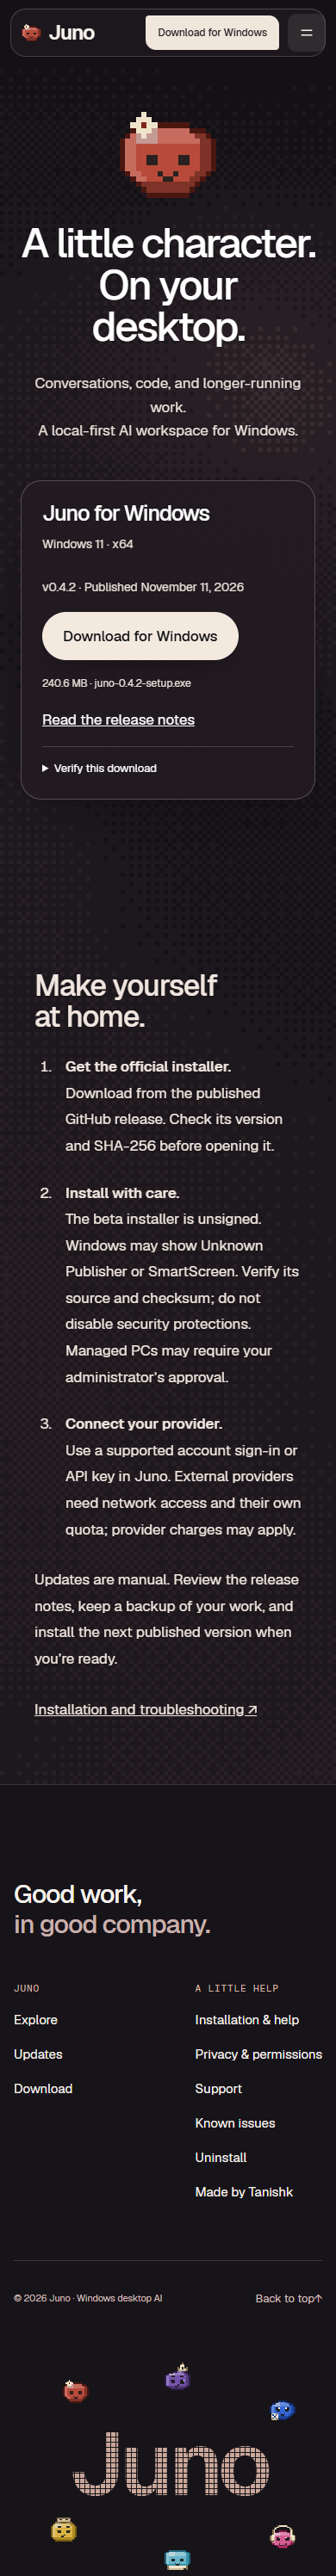 Juno
Download for Windows
A little character.
On your
desktop.
Conversations, code, and longer-running
work.
A local-first AI workspace for Windows.
Juno for Windows
Windows 11 · x64
v0.4.2 · Published November 11, 2026
Download for Windows
240.6 MB · juno-0.4.2-setup.exe
Read the release notes
Verify this download
Make yourself
at home.
1. Get the official installer.
Download from the published
GitHub release. Check its version
and SHA-256 before opening it.
2. Install with care.
The beta installer is unsigned.
Windows may show Unknown
Publisher or SmartScreen. Verify its
source and checksum; do not
disable security protections.
Managed PCs may require your
administrator’s approval.
3. Connect your provider.
Use a supported account sign-in or
API key in Juno. External providers
need network access and their own
quota; provider charges may apply.
Updates are manual. Review the release
notes, keep a backup of your work, and
install the next published version when
you’re ready.
Installation and troubleshooting ↗
Good work,
in good company.
JUNO
Explore
Updates
Download
A LITTLE HELP
Installation & help
Privacy & permissions
Support
Known issues
Uninstall
Made by Tanishk
© 2026 Juno · Windows desktop AI
Back to top↑
Juno